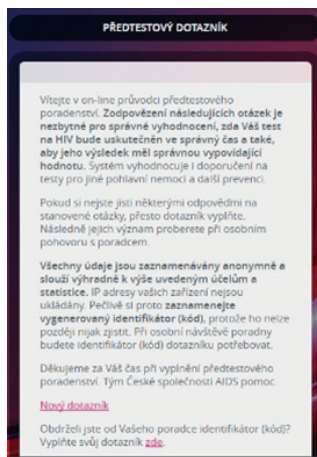 PŘEDTESTOVÝ DOTAZNÍK
Vítejte v on-line průvodci předtestového
poradenství. Zodpovězení následujících otázek je
nezbytné pro správné vyhodnocení, zda Váš test
na HIV bude uskutečněn ve správný čas a také,
aby jeho výsledek měl správnou vypovídající
hodnotu. Systém vyhodnocuje i doporučení na
testy pro jiné pohlavní nemoci a další prevenci.
Pokud si nejste jisti některými odpověďmi na
stanovené otázky, přesto dotazník vyplňte.
Následně jejich význam proberete při osobním
pohovoru s poradcem.
Všechny údaje jsou zaznamenávány anonymně a
slouží výhradně k výše uvedeným účelům a
statistice. IP adresy vašich zařízení nejsou
ukládány. Pečlivě si proto zaznamenejte
vygenerovaný identifikátor (kód), protože ho nelze
později nijak zjistit. Při osobní návštěvě poradny
budete identifikátor (kód) dotazníku potřebovat.
Děkujeme za Váš čas při vyplnění předtestového
poradenství. Tým České společnosti AIDS pomoc.
Nový dotazník
Obdrželi jste od Vašeho poradce identifikátor (kód)?
Vyplňte svůj dotazník zde.